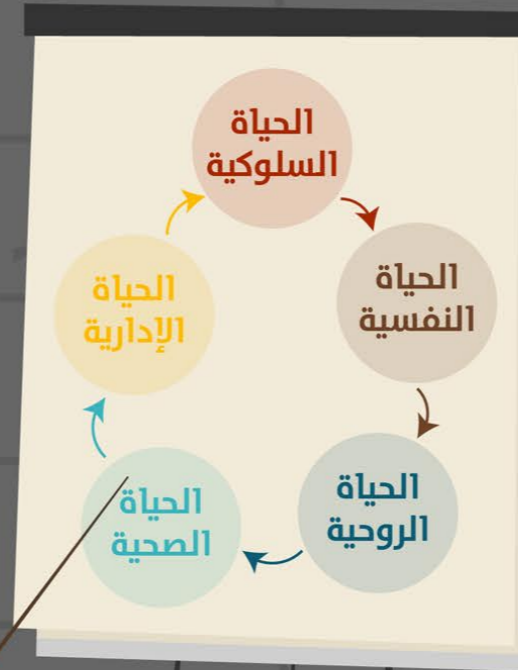 الحياة
السلوكية
الحياة
النفسية
الحياة
الروحية
الحياة
الصحية
الحياة
الإدارية